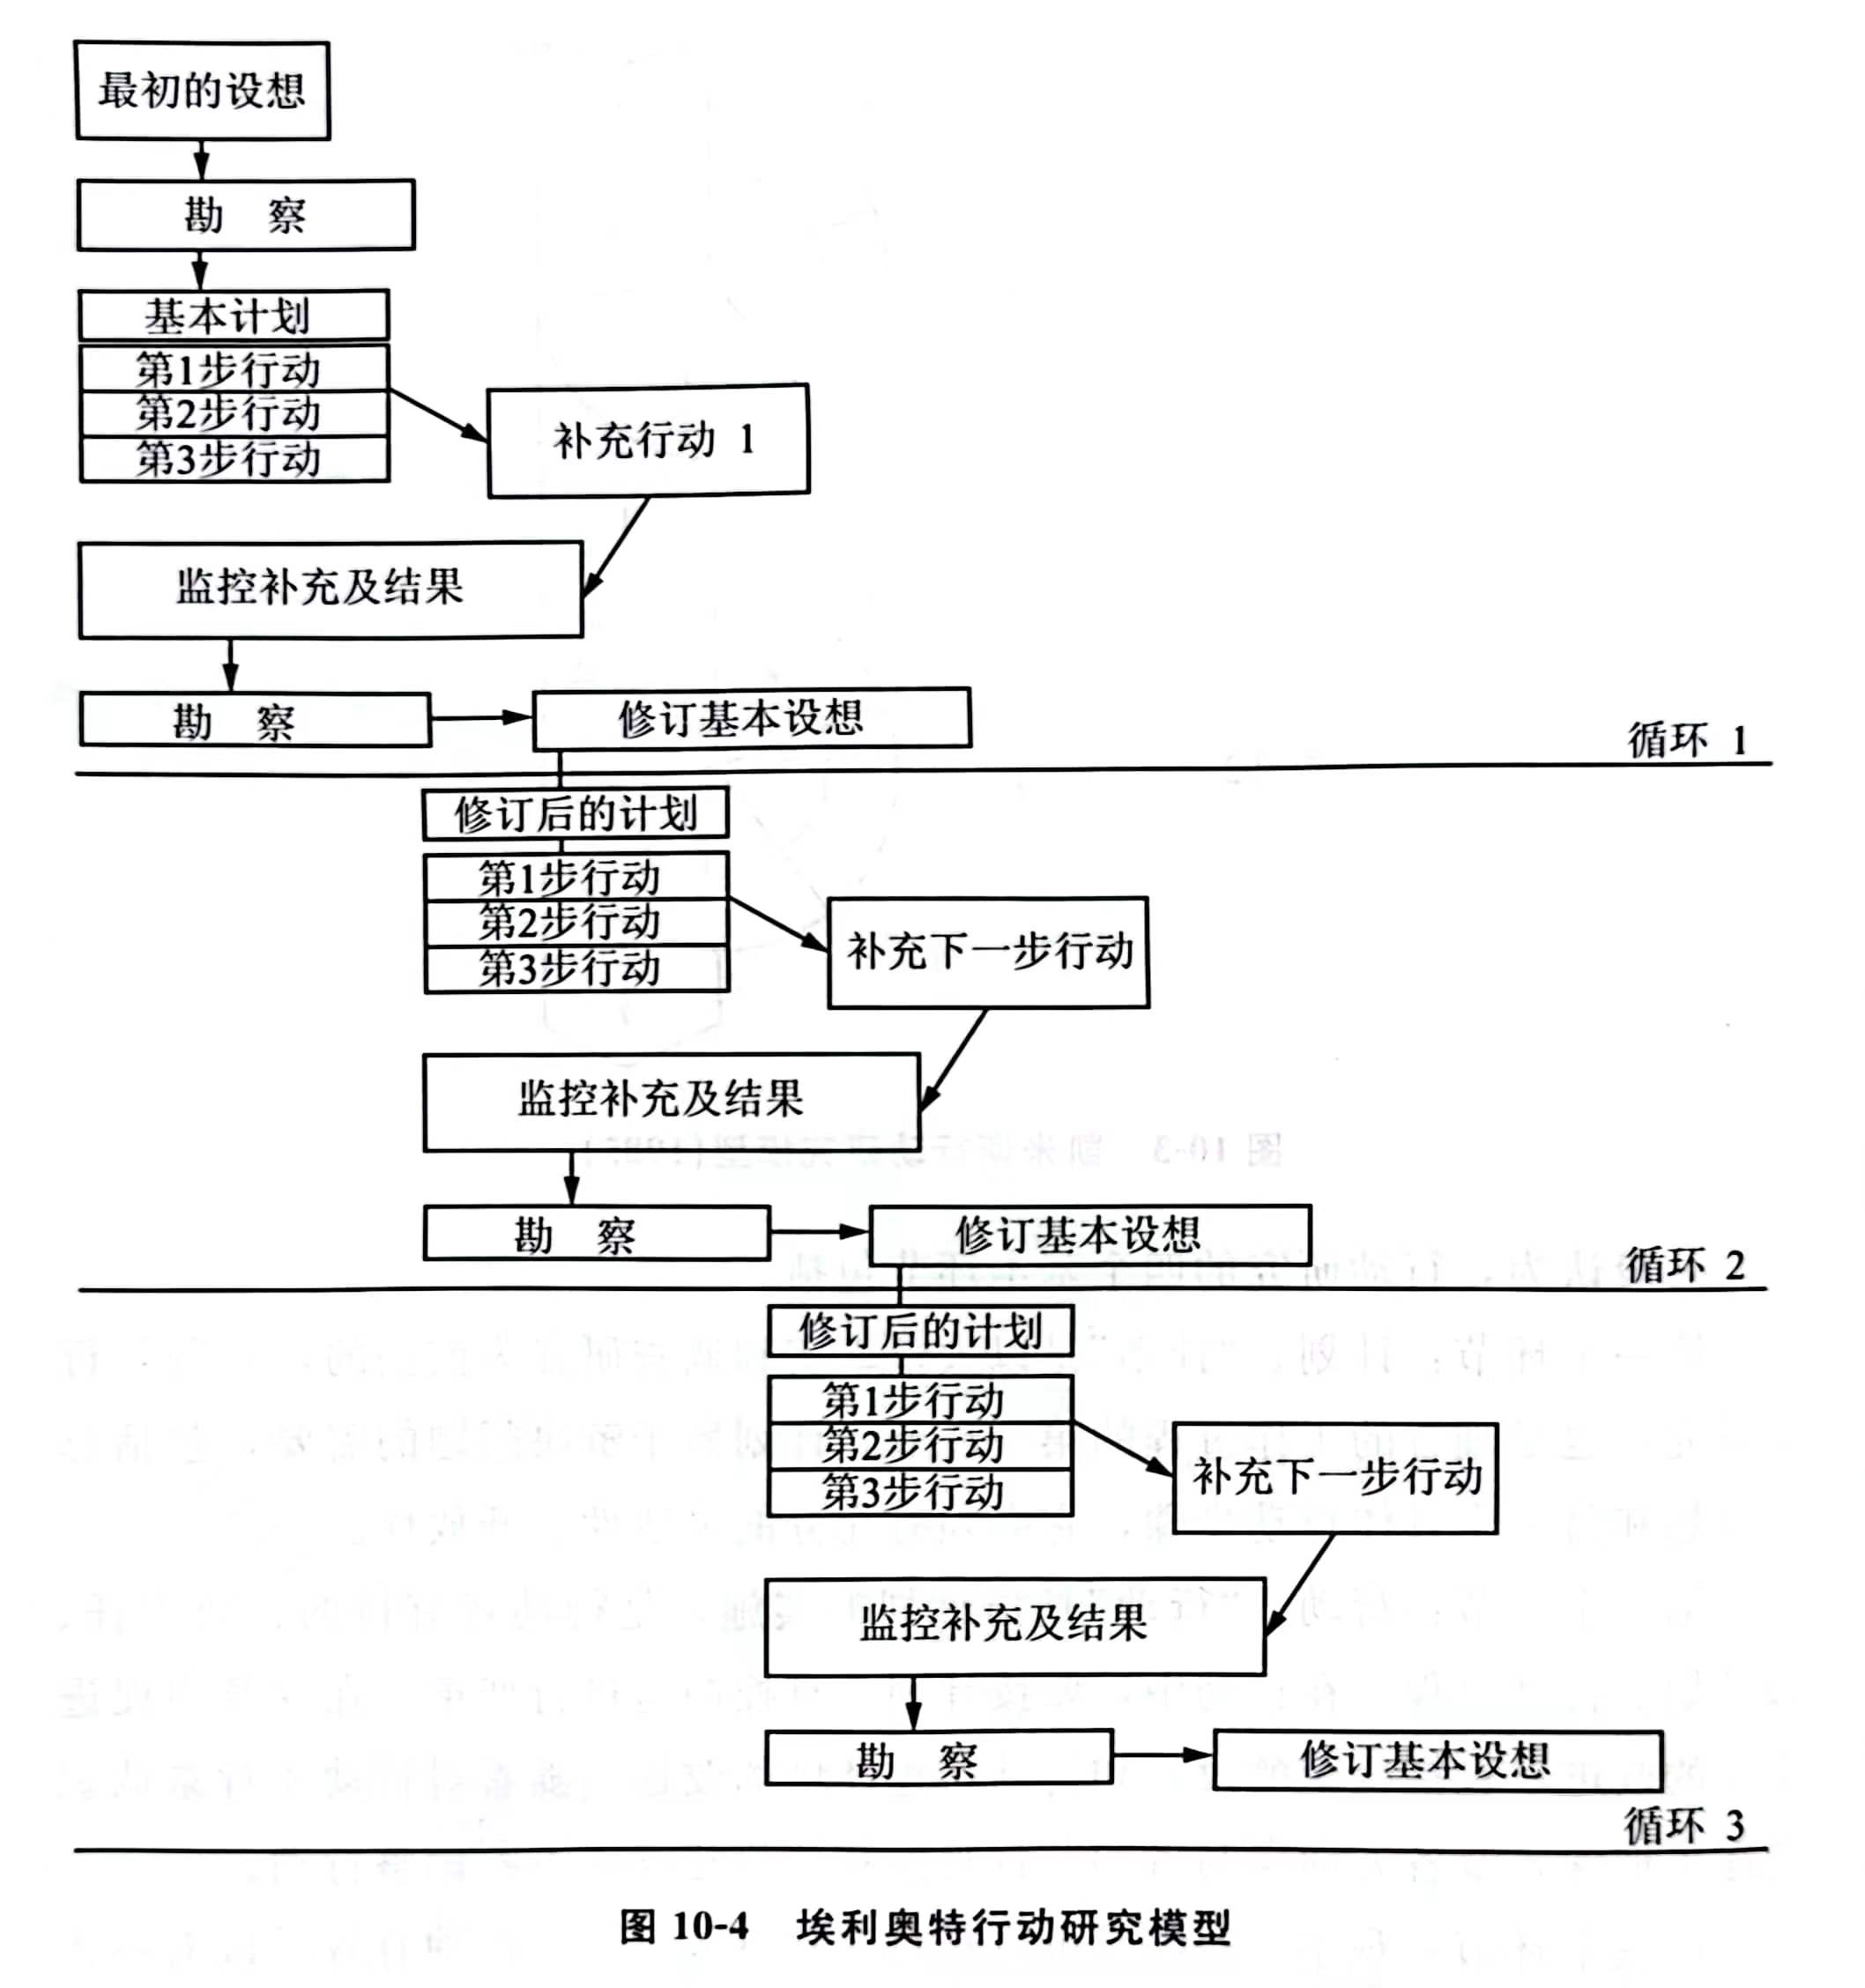 最初的设想
勘 察
基本计划
第1步行动
第2步行动
第3步行动
补充行动 1
监控补充及结果
勘 察
修订基本设想
循环 1
修订后的计划
第1步行动
第2步行动
第3步行动
补充下一步行动
监控补充及结果
勘 察
修订基本设想
循环 2
修订后的计划
第1步行动
第2步行动
第3步行动
补充下一步行动
监控补充及结果
勘 察
修订基本设想
循环 3
图 10-4 埃利奥特行动研究模型